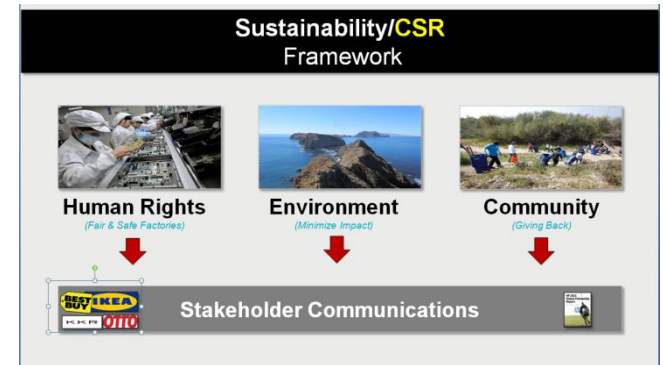 Sustainability/CSR
Framework
Human Rights
(Fair & Safe Factories)
Environment
(Minimize Impact)
Community
(Giving Back)
BEST
BUY
IKEA
KKR
OTTO
Stakeholder Communications